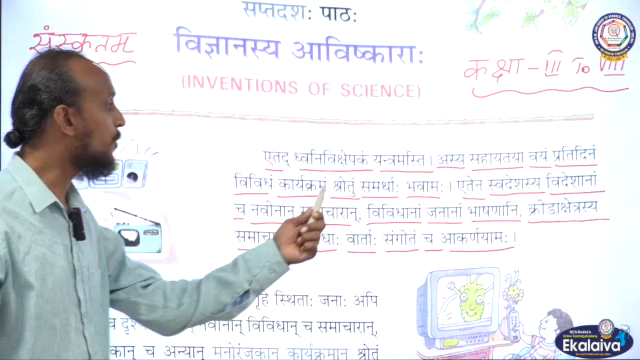 सप्तदशः पाठः
संस्कतम
विज्ञानस्य आविष्काराः
कक्षा - III To VIII
(INVENTIONS OF SCIENCE)
एतद् ध्वनिविक्षेपकं यन्त्रमस्ति। अस्य सहायतया वयं प्रतिदिनं
विविधं कार्यक्रमं श्रोतुं समर्थाः भवामः। एतेन स्वदेशस्य विदेशानां
च नवीनान् समाचारान्, विविधानां जनानां भाषणानि, क्रीडाक्षेत्रस्य
वार्ताः संगीतं च आकर्णयामः।
गृहे स्थिताः जनाः अपि
विविधान् च समाचारान्,
च अन्यान् मनोरंजकान् कार्यक्रमान् श्रोतुं
Ekalaiva